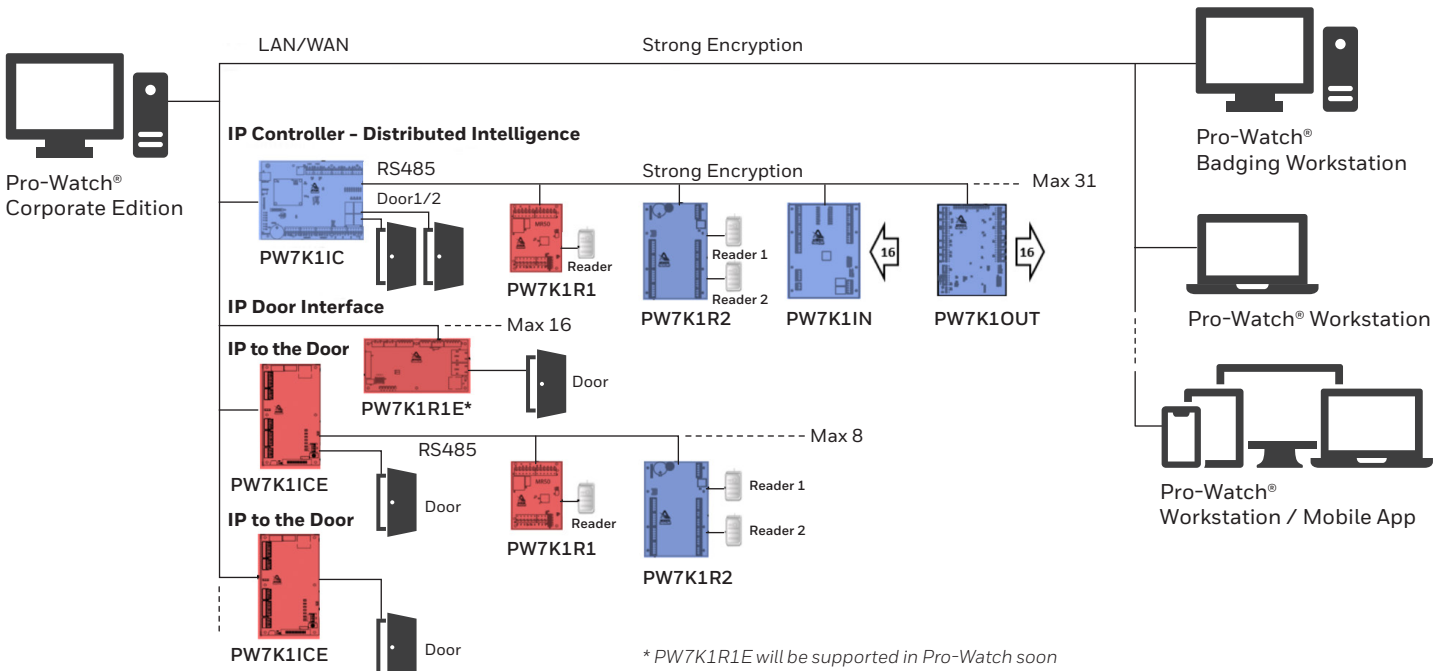 LAN/WAN
Strong Encryption
Pro-Watch®
Corporate Edition
Pro-Watch®
Badging Workstation
IP Controller - Distributed Intelligence
RS485
Strong Encryption
Max 31
Door1/2
PW7K1IC
Reader
PW7K1R1
Reader 1
Reader 2
PW7K1R2
16
PW7K1IN
16
PW7K1OUT
Pro-Watch® Workstation
IP Door Interface
Max 16
PW7K1R1E*
Door
IP to the Door
PW7K1ICE
RS485
Max 8
Door
Reader
PW7K1R1
Reader 1
Reader 2
PW7K1R2
Pro-Watch®
Workstation / Mobile App
IP to the Door
PW7K1ICE
Door
* PW7K1R1E will be supported in Pro-Watch soon